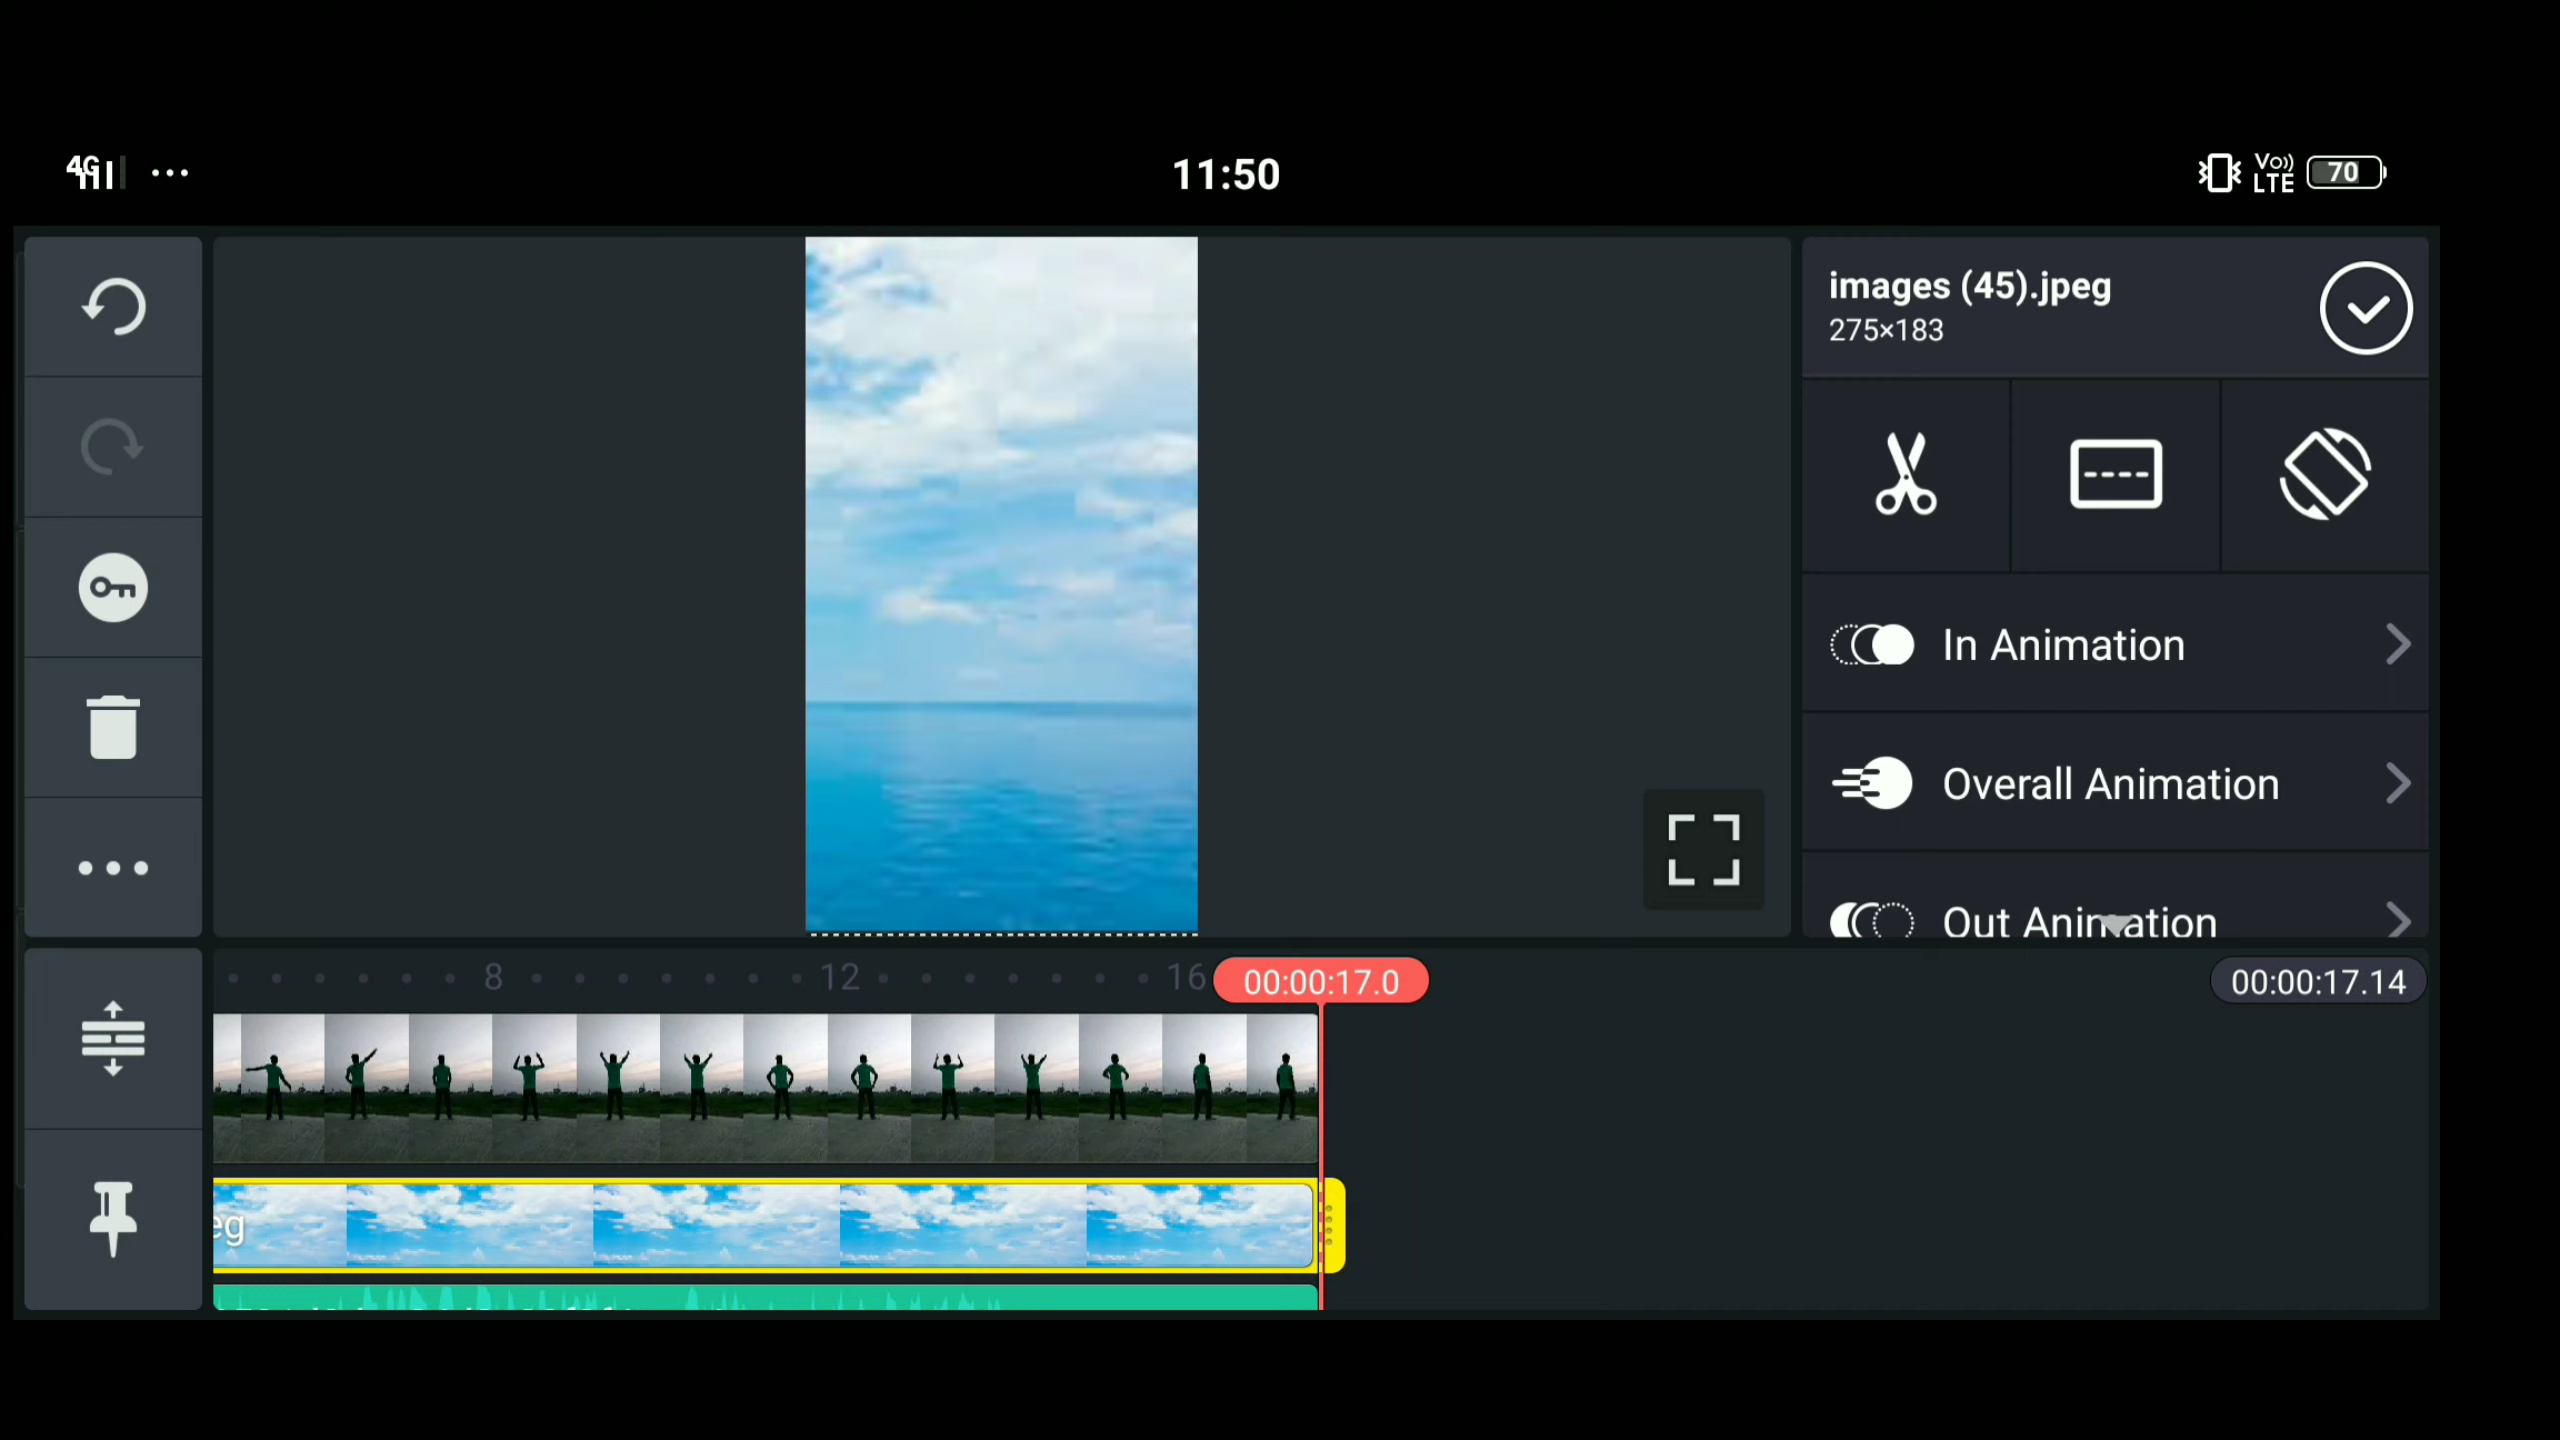 4G
11:50
Vo))
LTE
70
images (45).jpeg
275×183
In Animation
Overall Animation
Out Animation
8
12
16
00:00:17.0
00:00:17.14
eg